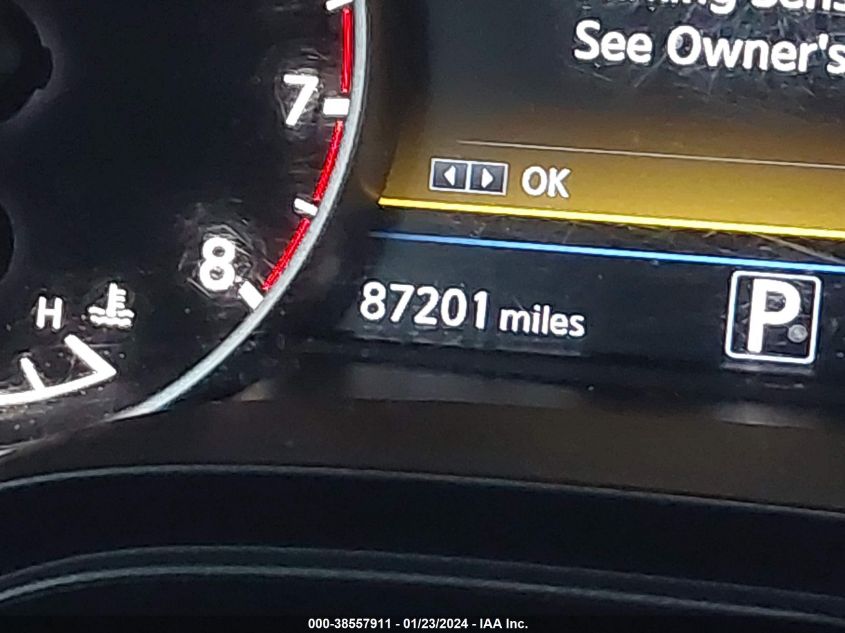 See Owner's
7
OK
8
H
87201 miles
P
000-38557911 - 01/23/2024 - IAA Inc.